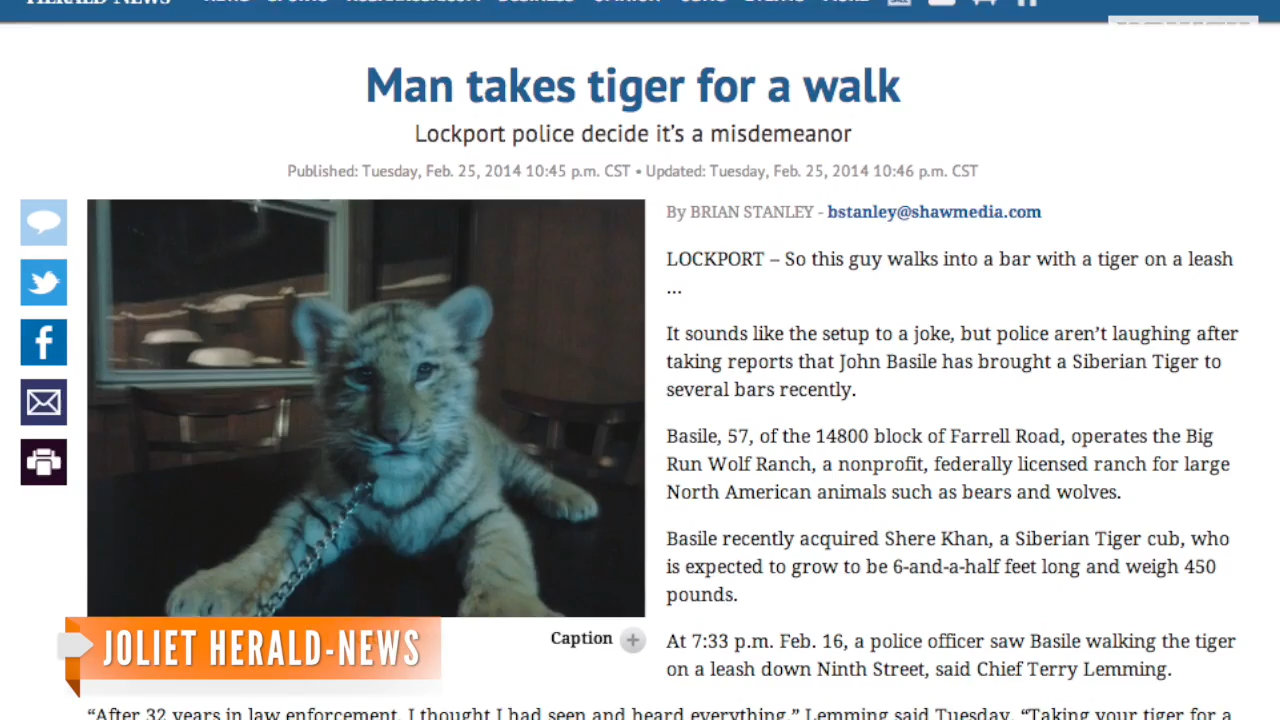 HERALD-NEWS NEWS SPORTS BUSINESS OPINION JOBS EVENTS MORE
Man takes tiger for a walk
Lockport police decide it's a misdemeanor
Published: Tuesday, Feb. 25, 2014 10:45 p.m. CST • Updated: Tuesday, Feb. 25, 2014 10:46 p.m. CST
By BRIAN STANLEY - bstanley@shawmedia.com
LOCKPORT – So this guy walks into a bar with a tiger on a leash
...
It sounds like the setup to a joke, but police aren't laughing after
taking reports that John Basile has brought a Siberian Tiger to
several bars recently.
Basile, 57, of the 14800 block of Farrell Road, operates the Big
Run Wolf Ranch, a nonprofit, federally licensed ranch for large
North American animals such as bears and wolves.
Basile recently acquired Shere Khan, a Siberian Tiger cub, who
is expected to grow to be 6-and-a-half feet long and weigh 450
pounds.
Caption +
At 7:33 p.m. Feb. 16, a police officer saw Basile walking the tiger
on a leash down Ninth Street, said Chief Terry Lemming.
JOLIET HERALD-NEWS
“After 32 years in law enforcement, I thought I had seen and heard everything,” Lemming said Tuesday. “Taking your tiger for a